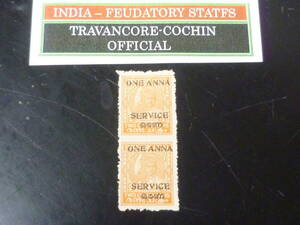 INDIA – FEUDATORY STATFS
TRAVANCORE-COCHIN
OFFICIAL
ONE ANNA
SERVICE
ONE ANNA
SERVICE